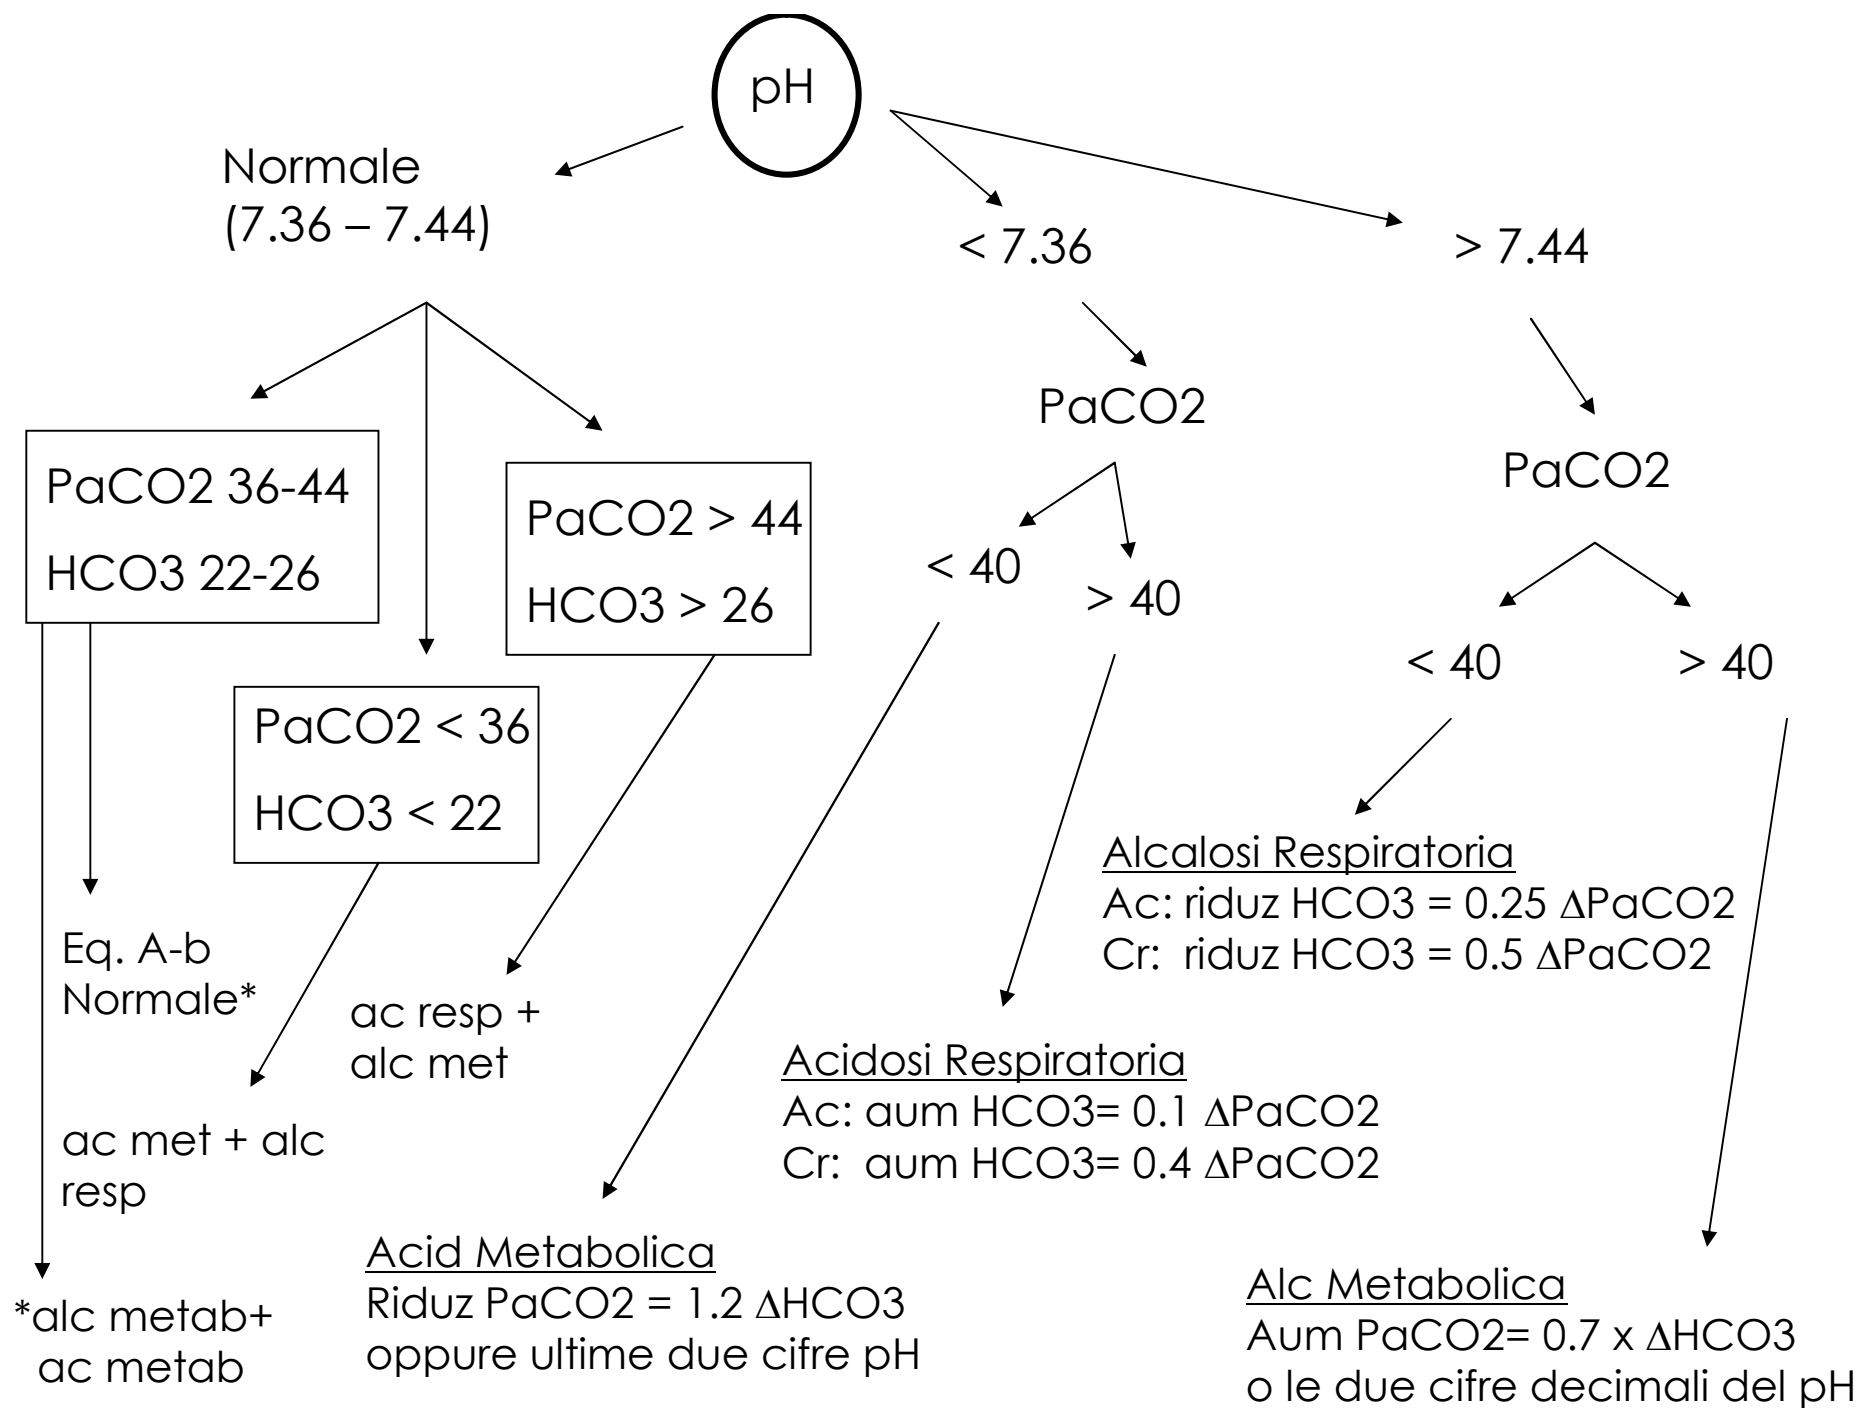 pH
Normale
(7.36 – 7.44)
< 7.36
> 7.44
PaCO2
PaCO2
PaCO2 36-44
HCO3 22-26
PaCO2 > 44
HCO3 > 26
< 40
> 40
< 40
> 40
PaCO2 < 36
HCO3 < 22
Alcalosi Respiratoria
Ac: riduz HCO3 = 0.25 ∆PaCO2
Cr: riduz HCO3 = 0.5 ∆PaCO2
Eq. A-b
Normale*
ac resp +
alc met
Acidosi Respiratoria
Ac: aum HCO3= 0.1 ∆PaCO2
Cr: aum HCO3= 0.4 ∆PaCO2
ac met + alc
resp
Acid Metabolica
Riduz PaCO2 = 1.2 ∆HCO3
oppure ultime due cifre pH
*alc metab+
ac metab
Alc Metabolica
Aum PaCO2= 0.7 x ∆HCO3
o le due cifre decimali del pH